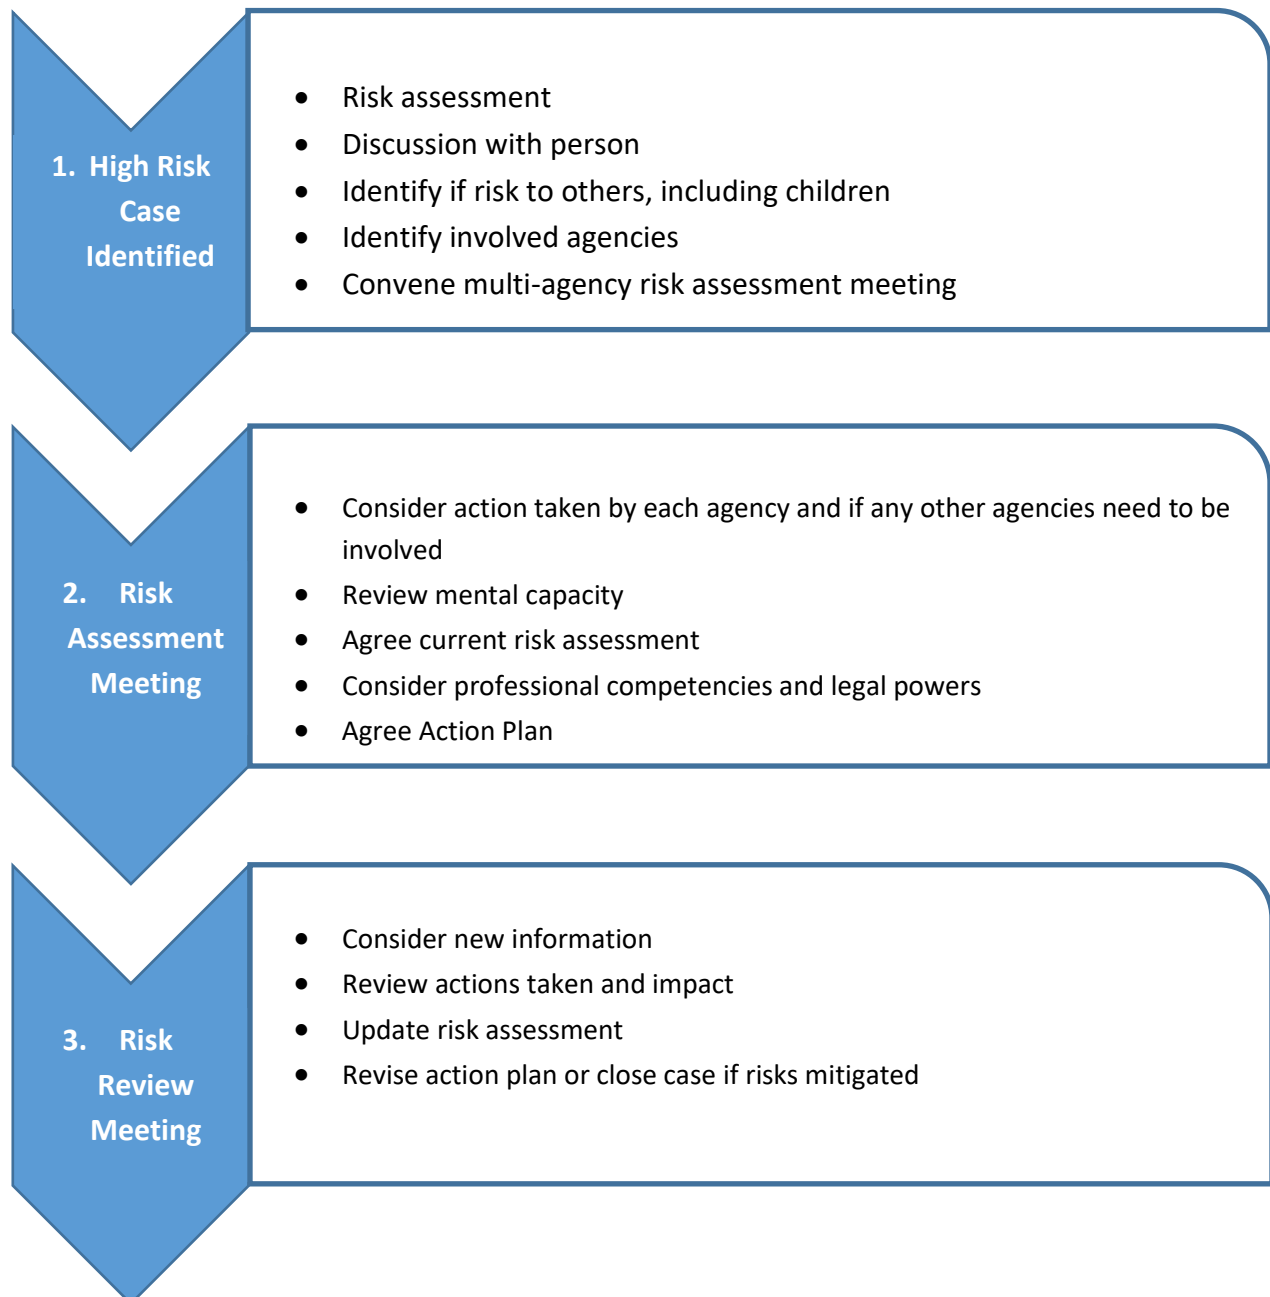 1. High Risk
Case
Identified
• Risk assessment
• Discussion with person
• Identify if risk to others, including children
• Identify involved agencies
• Convene multi-agency risk assessment meeting
2. Risk
Assessment
Meeting
• Consider action taken by each agency and if any other agencies need to be
involved
• Review mental capacity
• Agree current risk assessment
• Consider professional competencies and legal powers
• Agree Action Plan
3. Risk
Review
Meeting
• Consider new information
• Review actions taken and impact
• Update risk assessment
• Revise action plan or close case if risks mitigated